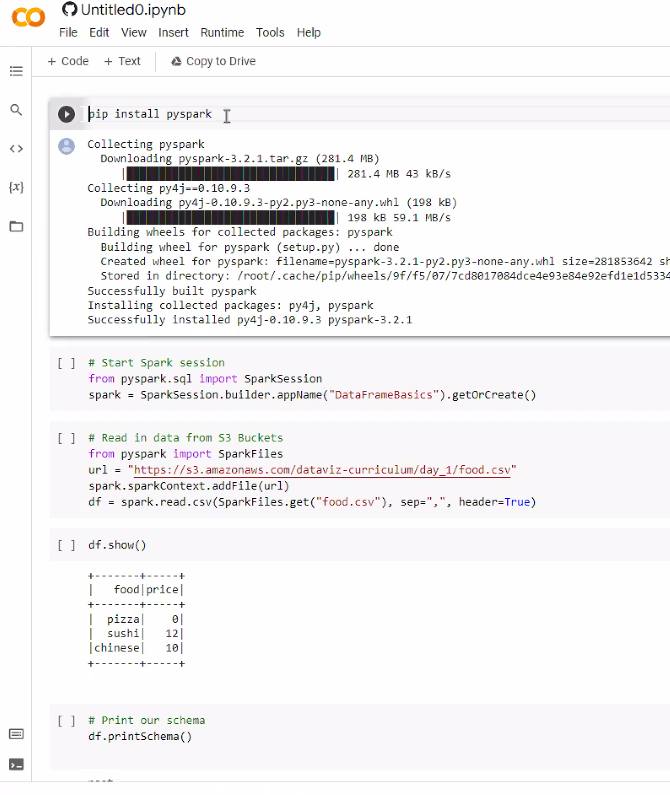 Untitled0.ipynb
File Edit View Insert Runtime Tools Help
+ Code + Text Copy to Drive
pip install pyspark
Collecting pyspark
Downloading pyspark-3.2.1.tar.gz (281.4 MB)
| | 281.4 MB 43 kB/s
Collecting py4j==0.10.9.3
Downloading py4j-0.10.9.3-py2.py3-none-any.whl (198 kB)
| | 198 kB 59.1 MB/s
Building wheels for collected packages: pyspark
Building wheel for pyspark (setup.py) ... done
Created wheel for pyspark: filename=pyspark-3.2.1-py2.py3-none-any.whl size=281853642 sh
Stored in directory: /root/.cache/pip/wheels/9f/f5/07/7cd8017084dce4e93e84e92efd1e1d5334
Successfully built pyspark
Installing collected packages: py4j, pyspark
Successfully installed py4j-0.10.9.3 pyspark-3.2.1
[ ] # Start Spark session
from pyspark.sql import SparkSession
spark = SparkSession.builder.appName("DataFrameBasics").getOrCreate()
[ ] # Read in data from S3 Buckets
from pyspark import SparkFiles
url = "https://s3.amazonaws.com/dataviz-curriculum/day_1/food.csv"
spark.sparkContext.addFile(url)
df = spark.read.csv(SparkFiles.get("food.csv"), sep=",", header=True)
[ ] df.show()
+-------+-----+
|   food|price|
+-------+-----+
|  pizza|    0|
|  sushi|   12|
|chinese|   10|
+-------+-----+
[ ] # Print our schema
df.printSchema()